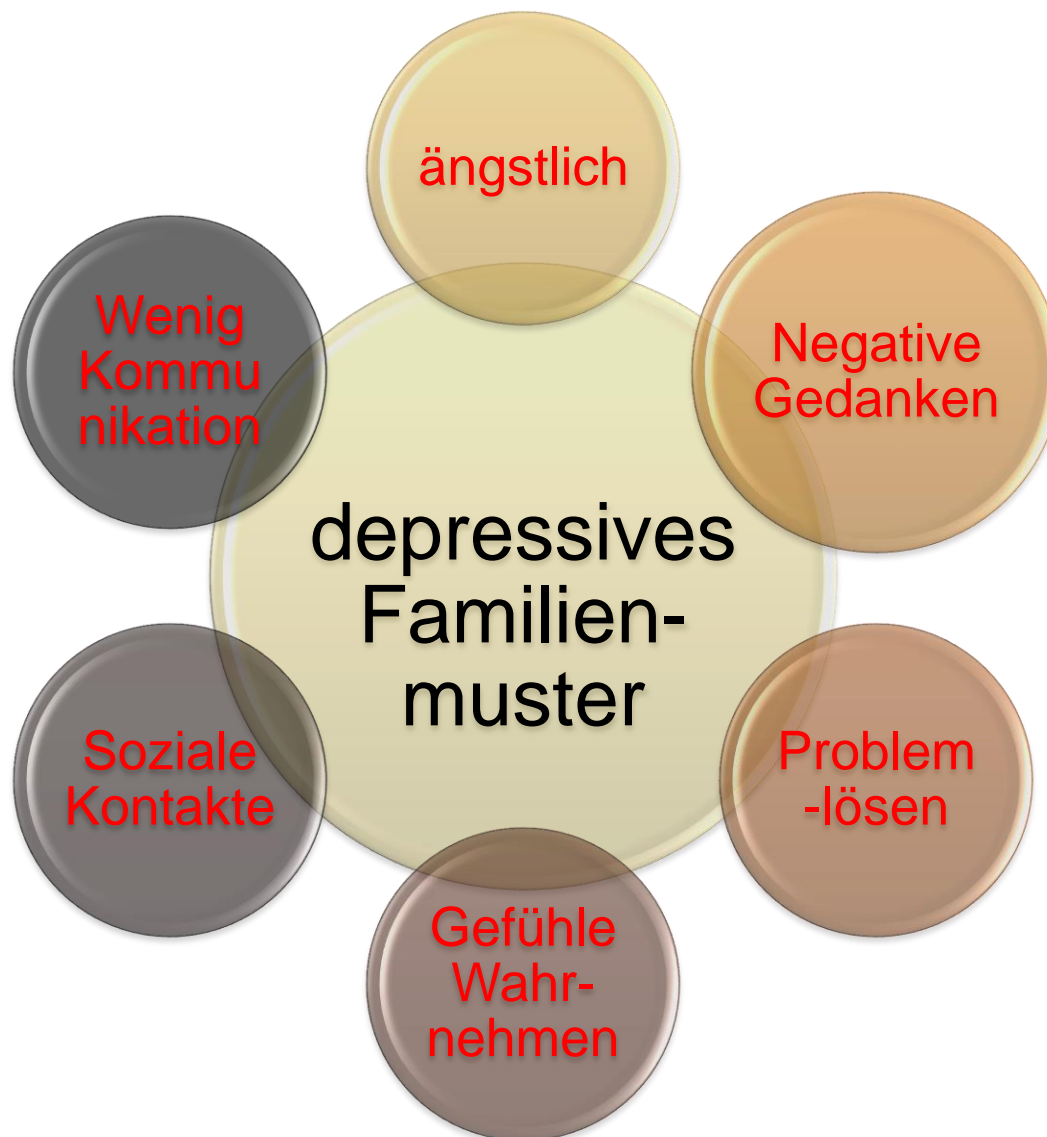 ängstlich
Negative
Gedanken
Problem
-lösen
Gefühle
Wahr-
nehmen
Soziale
Kontakte
Wenig
Kommu
nikation
depressives
Familien-
muster